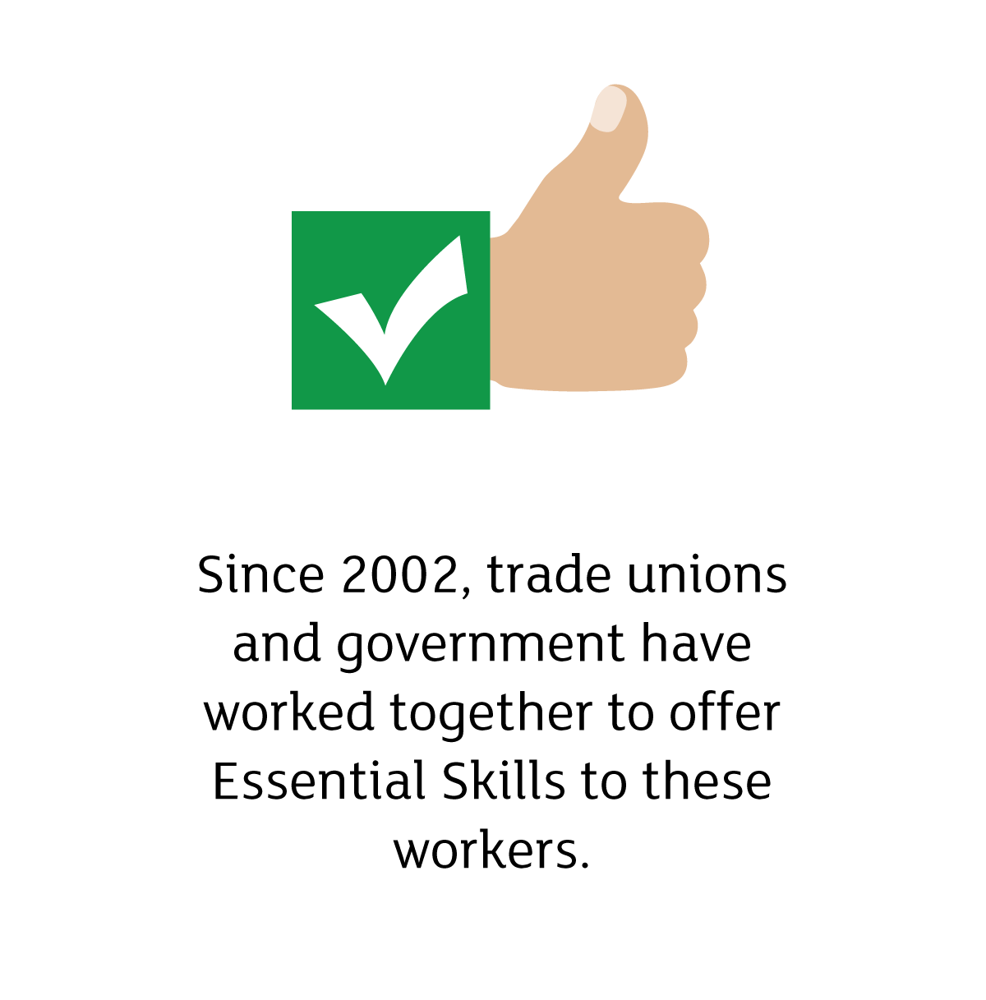 Since 2002, trade unions
and government have
worked together to offer
Essential Skills to these
workers.